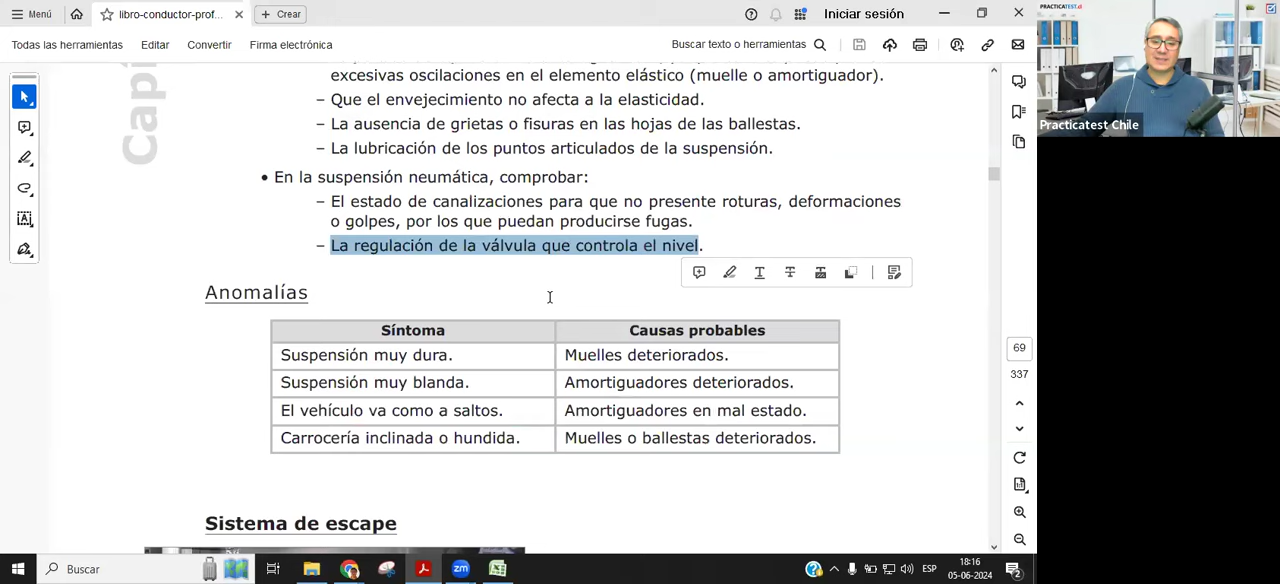 Menú
libro-conductor-prof...
Crear
Iniciar sesión
Todas las herramientas
Editar
Convertir
Firma electrónica
Buscar texto o herramientas
PRACTICATEST.cl
Practicatest Chile
Capí
excesivas oscilaciones en el elemento elástico (muelle o amortiguador).
– Que el envejecimiento no afecta a la elasticidad.
– La ausencia de grietas o fisuras en las hojas de las ballestas.
– La lubricación de los puntos articulados de la suspensión.
• En la suspensión neumática, comprobar:
– El estado de canalizaciones para que no presente roturas, deformaciones
o golpes, por los que puedan producirse fugas.
– La regulación de la válvula que controla el nivel.
Anomalías
Síntoma Causas probables
Suspensión muy dura. Muelles deteriorados.
Suspensión muy blanda. Amortiguadores deteriorados.
El vehículo va como a saltos. Amortiguadores en mal estado.
Carrocería inclinada o hundida. Muelles o ballestas deteriorados.
Sistema de escape
69
337
Buscar
zm
ESP
18:16
05-06-2024
2